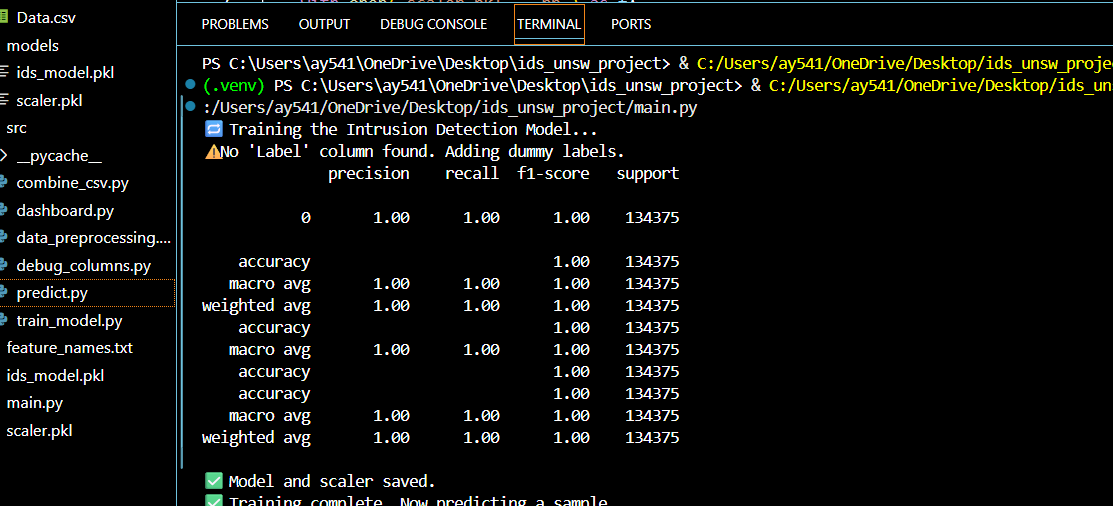 Data.csv
models
ids_model.pkl
scaler.pkl
src
__pycache__
combine_csv.py
dashboard.py
data_preprocessing....
debug_columns.py
predict.py
train_model.py
feature_names.txt
ids_model.pkl
main.py
scaler.pkl
PROBLEMS OUTPUT DEBUG CONSOLE TERMINAL PORTS
PS C:\Users\ay541\OneDrive\Desktop\ids_unsw_project> & C:/Users/ay541/OneDrive/Desktop/ids_unsw_projec
(.venv) PS C:\Users\ay541\OneDrive\Desktop\ids_unsw_project> & C:/Users/ay541/OneDrive/Desktop/ids_uns
:/Users/ay541/OneDrive/Desktop/ids_unsw_project/main.py
🔁 Training the Intrusion Detection Model...
⚠️No 'Label' column found. Adding dummy labels.
precision recall f1-score support
0 1.00 1.00 1.00 134375
accuracy 1.00 134375
macro avg 1.00 1.00 1.00 134375
weighted avg 1.00 1.00 1.00 134375
accuracy 1.00 134375
macro avg 1.00 1.00 1.00 134375
accuracy 1.00 134375
accuracy 1.00 134375
macro avg 1.00 1.00 1.00 134375
weighted avg 1.00 1.00 1.00 134375
✅ Model and scaler saved.
✅ Training complete. Now predicting a sample